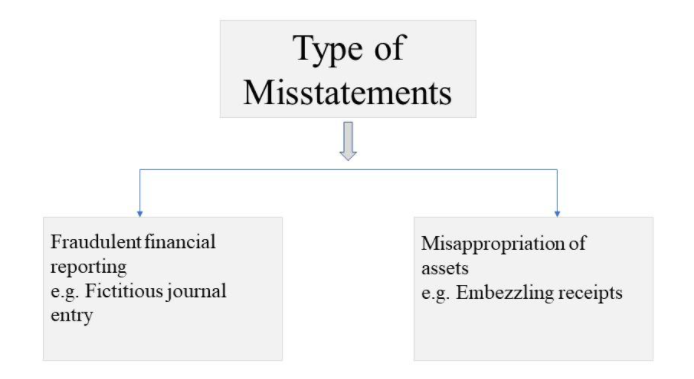 Type of
Misstatements
Fraudulent financial
reporting
e.g. Fictitious journal
entry
Misappropriation of
assets
e.g. Embezzling receipts